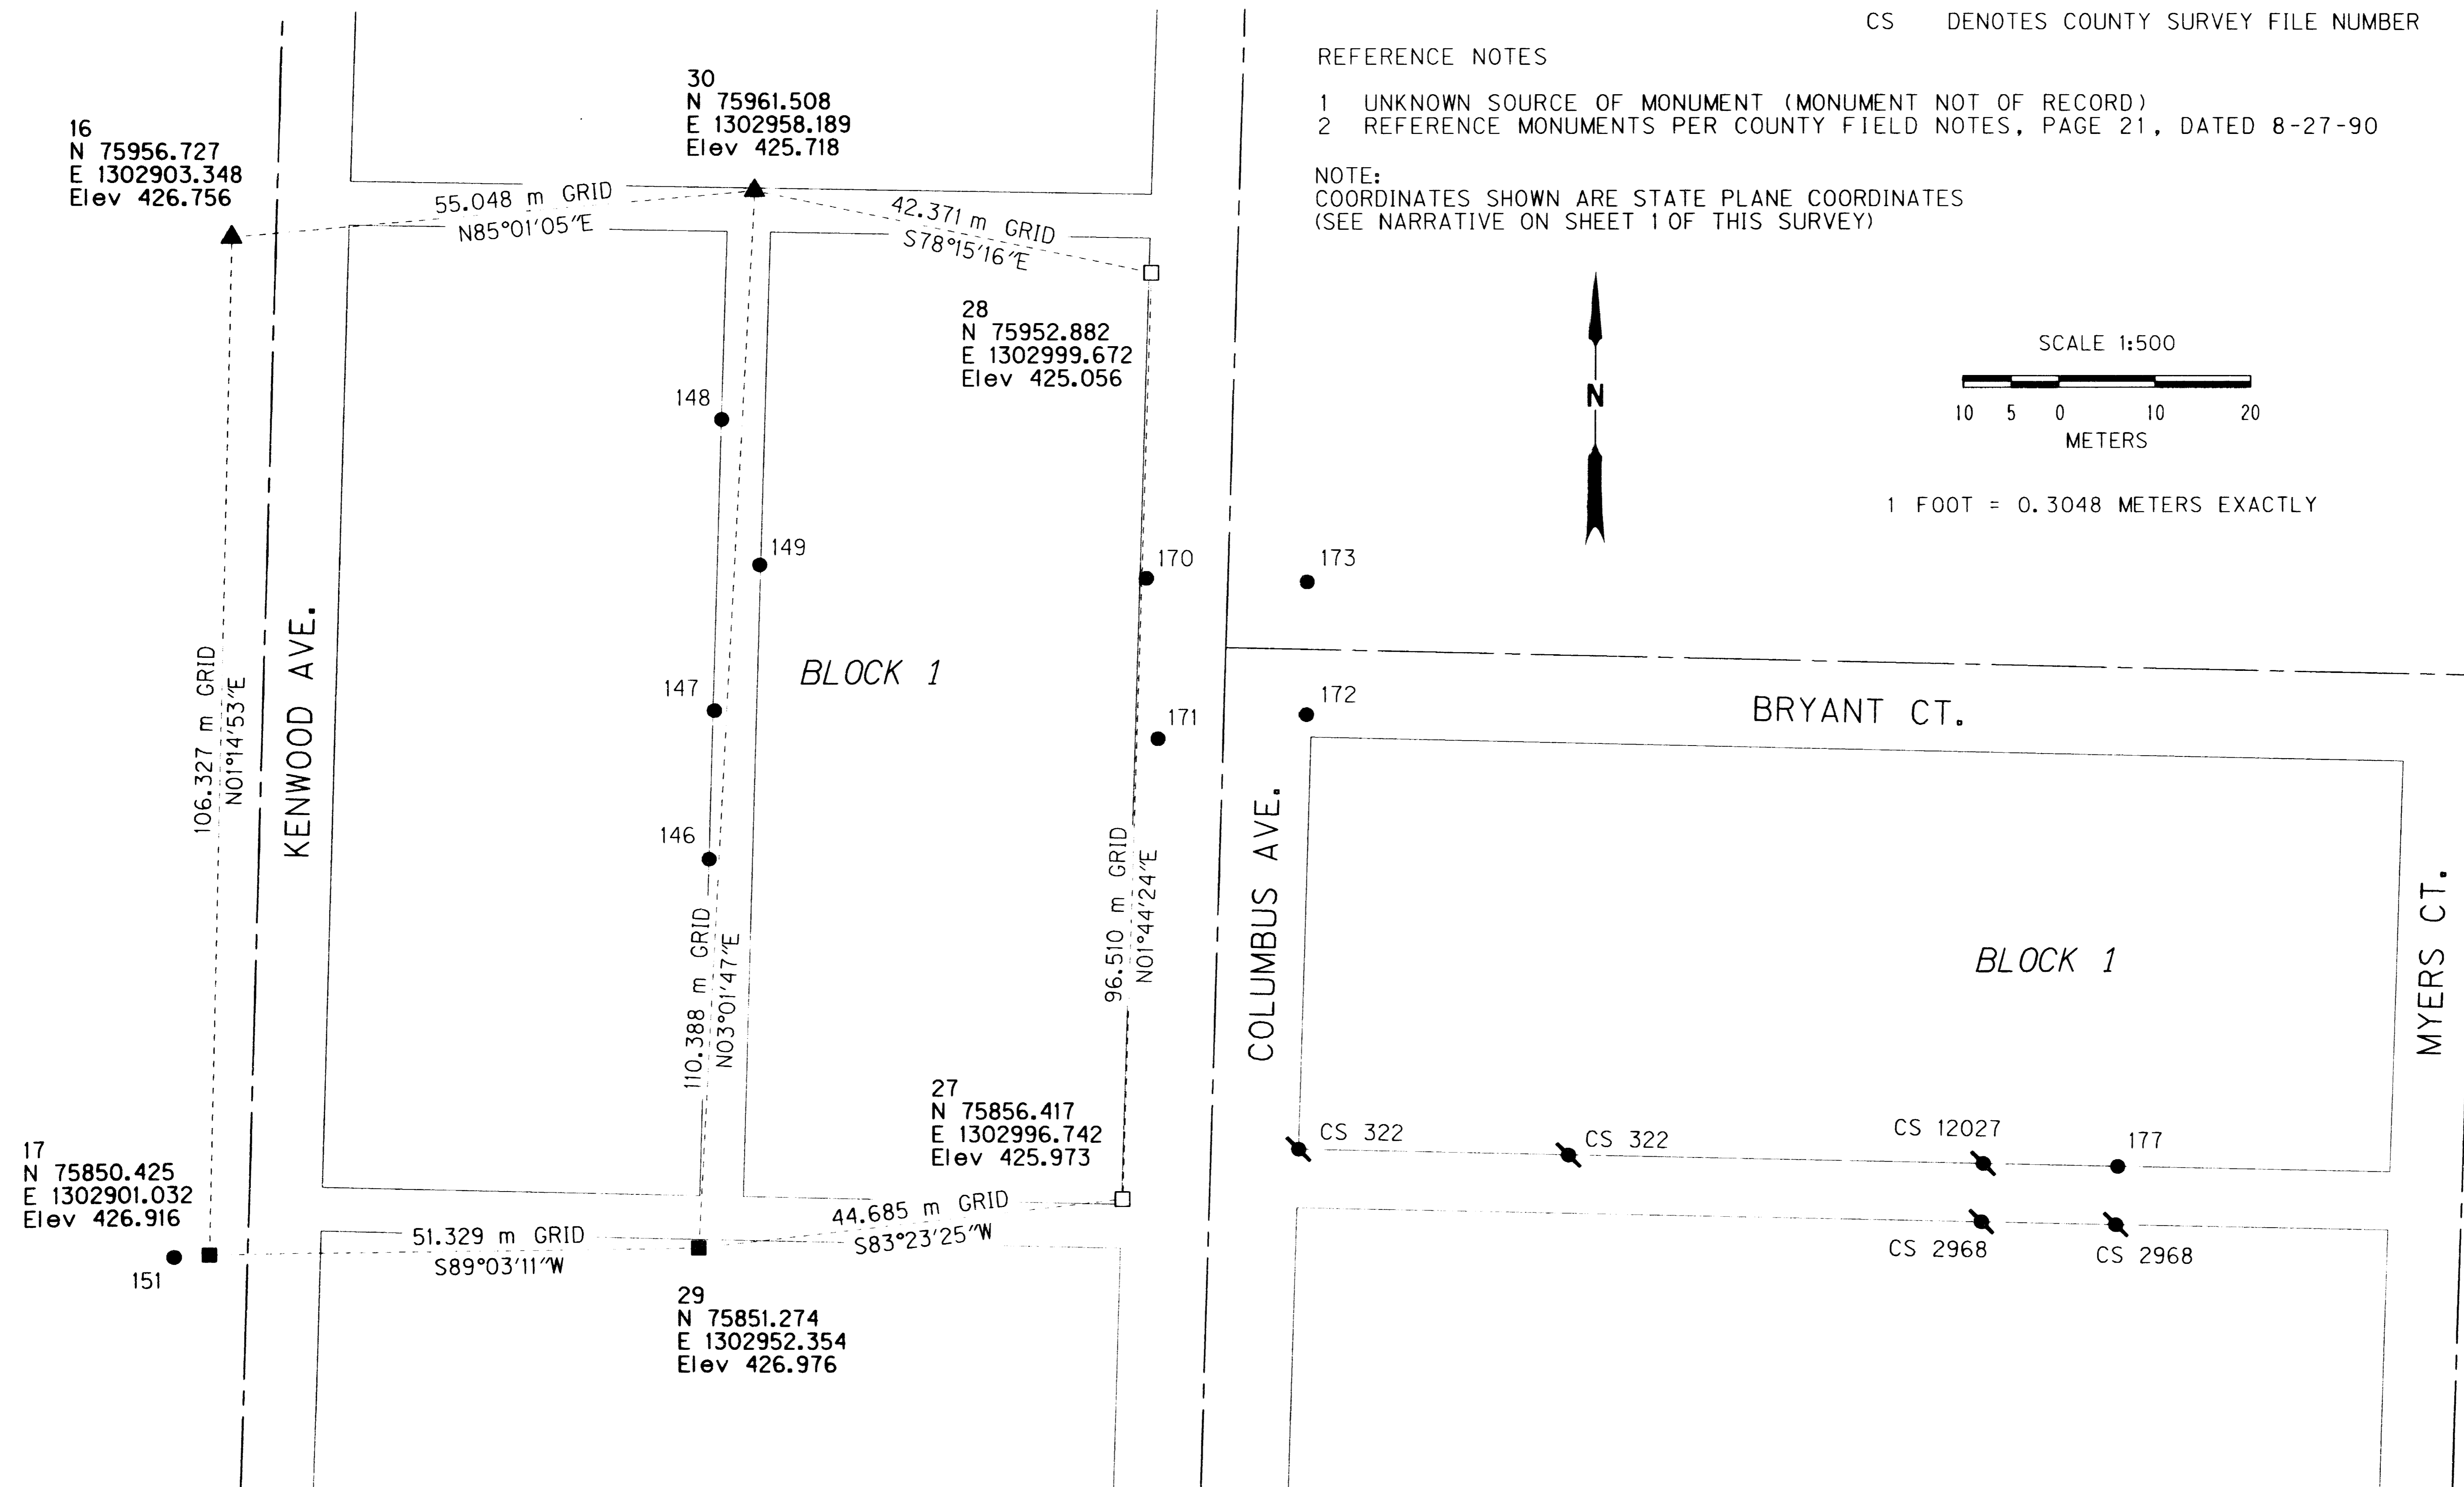 CS DENOTES COUNTY SURVEY FILE NUMBER
REFERENCE NOTES
1 UNKNOWN SOURCE OF MONUMENT (MONUMENT NOT OF RECORD)
2 REFERENCE MONUMENTS PER COUNTY FIELD NOTES, PAGE 21, DATED 8-27-90
NOTE:
COORDINATES SHOWN ARE STATE PLANE COORDINATES
(SEE NARRATIVE ON SHEET 1 OF THIS SURVEY)
30
N 75961.508
E 1302958.189
Elev 425.718
16
N 75956.727
E 1302903.348
Elev 426.756
55.048 m GRID
N85°01'05"E
42.371 m GRID
S78°15'16"E
28
N 75952.882
E 1302999.672
Elev 425.056
N
SCALE 1:500
10 5 0 10 20
METERS
1 FOOT = 0.3048 METERS EXACTLY
148
149
170
173
147
171
172
146
BLOCK 1
BRYANT CT.
KENWOOD AVE.
106.327 m GRID
N01°14'53"E
110.388 m GRID
N03°01'47"E
96.510 m GRID
N01°44'24"E
COLUMBUS AVE.
BLOCK 1
MYERS CT.
27
N 75856.417
E 1302996.742
Elev 425.973
CS 322
CS 322
CS 12027
177
17
N 75850.425
E 1302901.032
Elev 426.916
151
51.329 m GRID
S89°03'11"W
44.685 m GRID
S83°23'25"W
CS 2968
CS 2968
29
N 75851.274
E 1302952.354
Elev 426.976